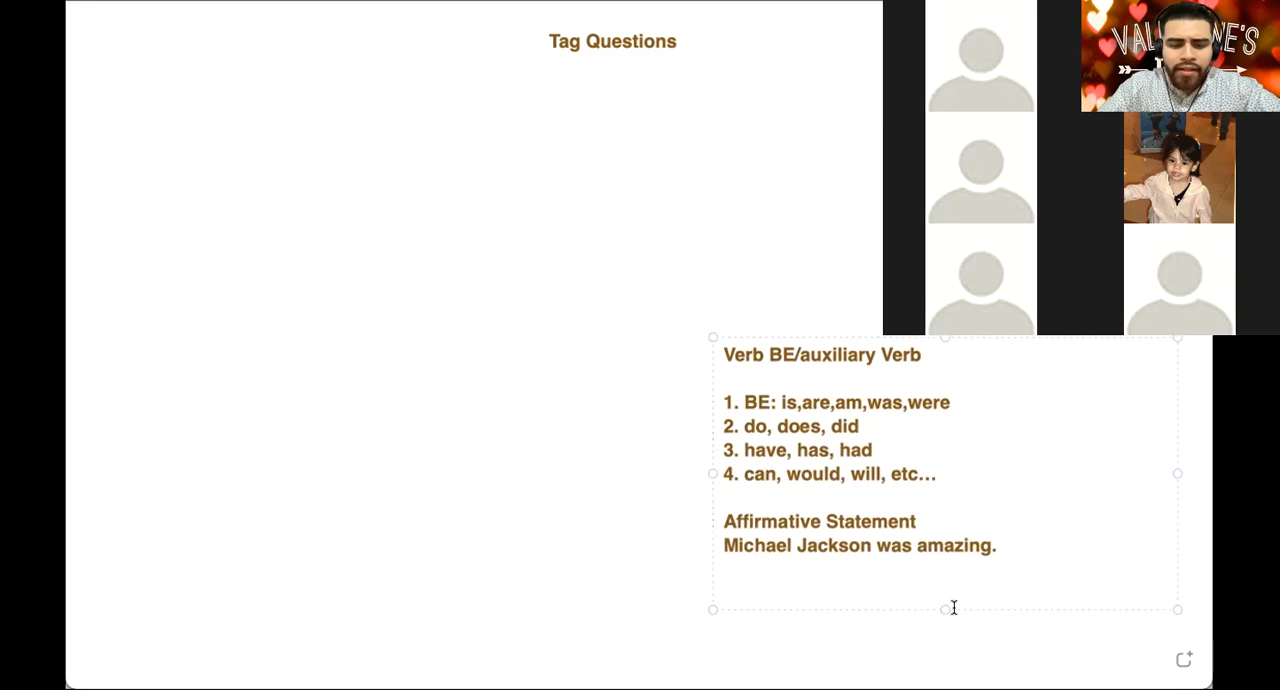 Tag Questions
VALENTINE'S
Verb BE/auxiliary Verb
1. BE: is,are,am,was,were
2. do, does, did
3. have, has, had
4. can, would, will, etc...
Affirmative Statement
Michael Jackson was amazing.